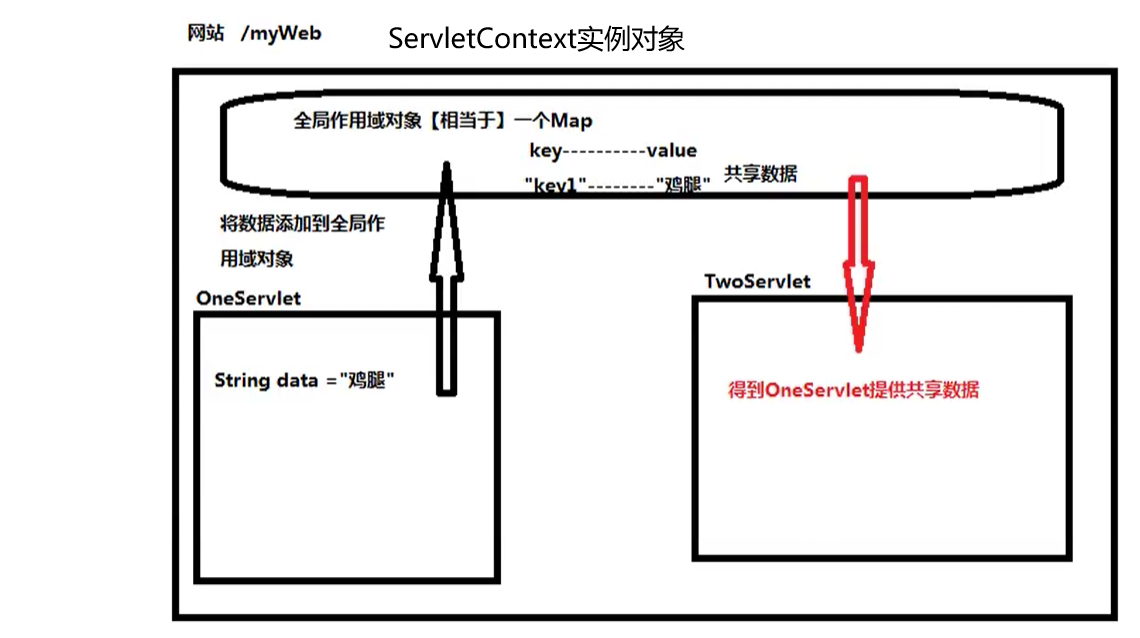 网站 /myWeb
ServletContext实例对象
全局作用域对象【相当于】一个Map
key----------value
"key1"--------"鸡腿" 共享数据
将数据添加到全局作
用域对象
OneServlet
TwoServlet
String data ="鸡腿"
得到OneServlet提供共享数据